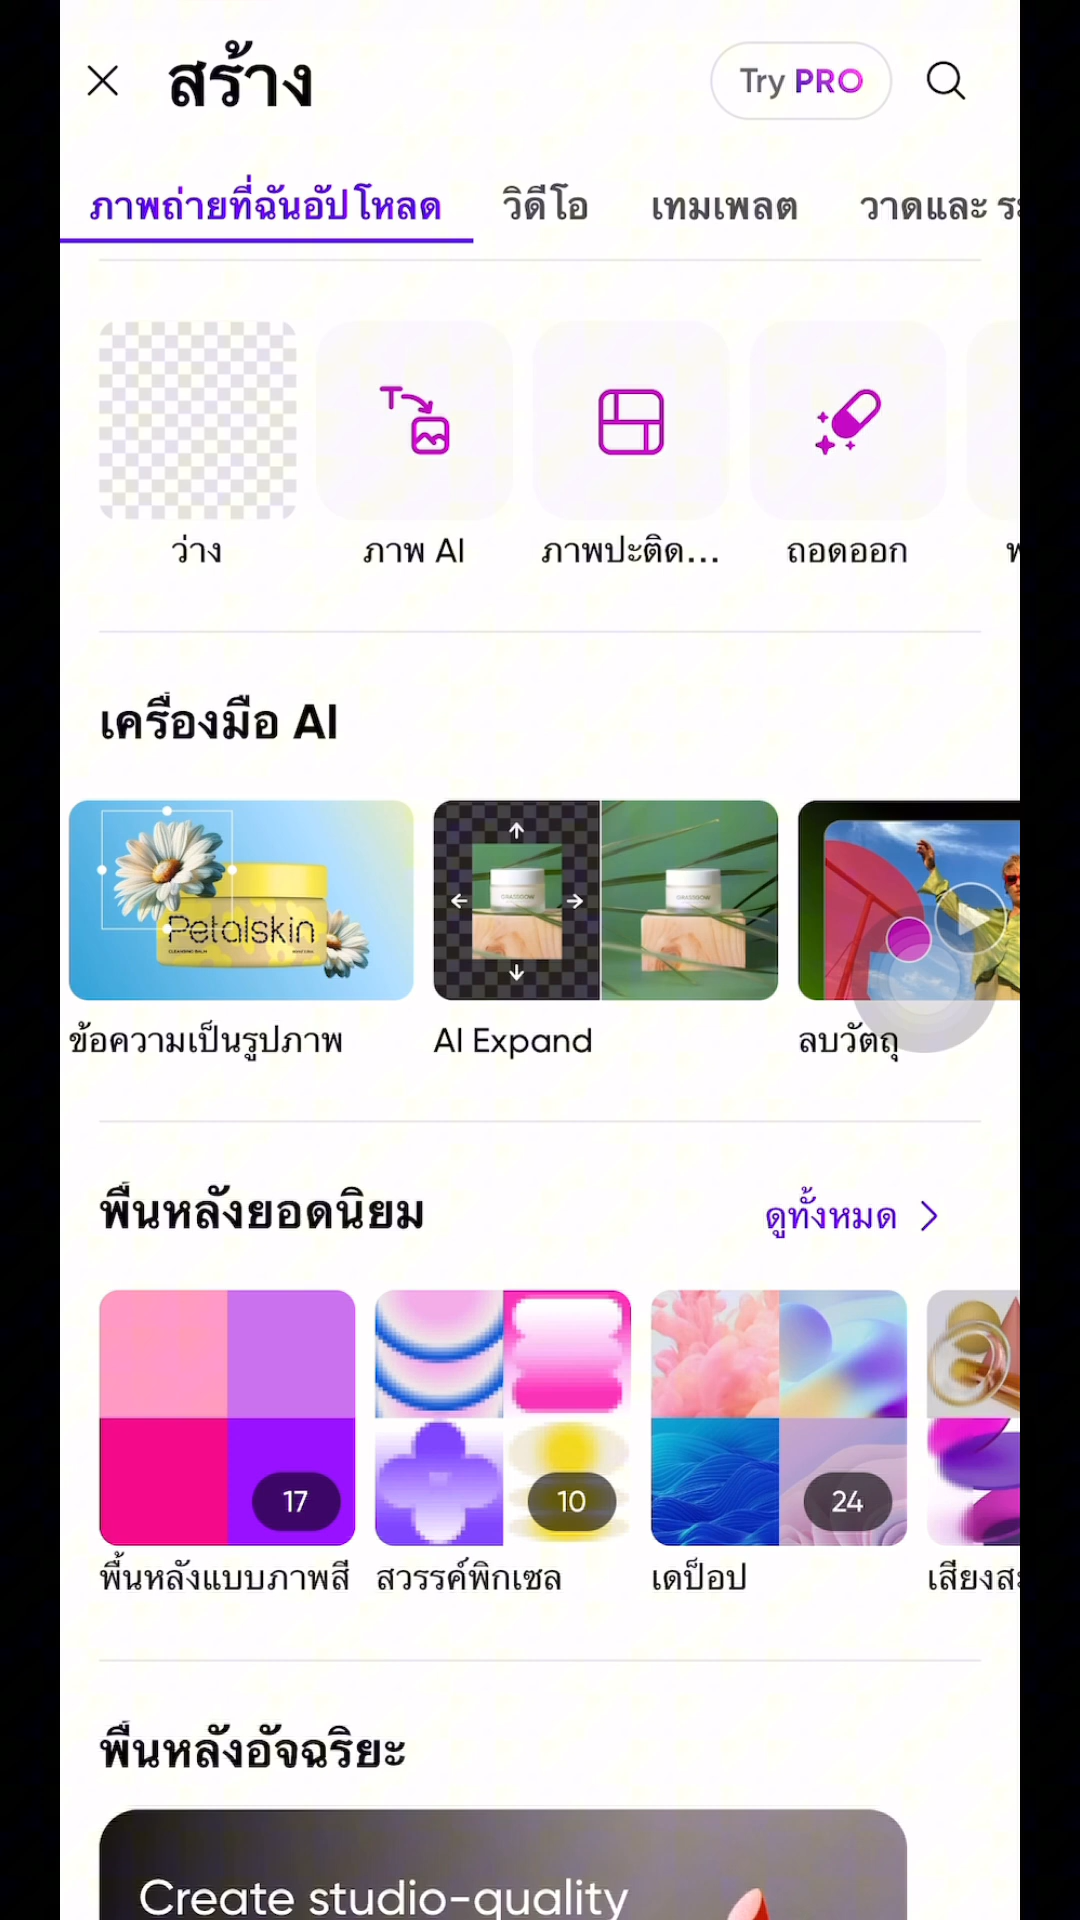 สร้าง
Try PRO
ภาพถ่ายที่ฉันอัปโหลด
วิดีโอ
เทมเพลต
วาดและ
ว่าง
ภาพ AI
ภาพปะติด...
ถอดออก
เครื่องมือ AI
Petalskin
ข้อความเป็นรูปภาพ
AI Expand
ลบวัตถุ
พื้นหลังยอดนิยม
ดูทั้งหมด
17
10
24
พื้นหลังแบบภาพสี
สวรรค์พิกเซล
เดป็อป
พื้นหลังอัจฉริยะ
Create studio-quality